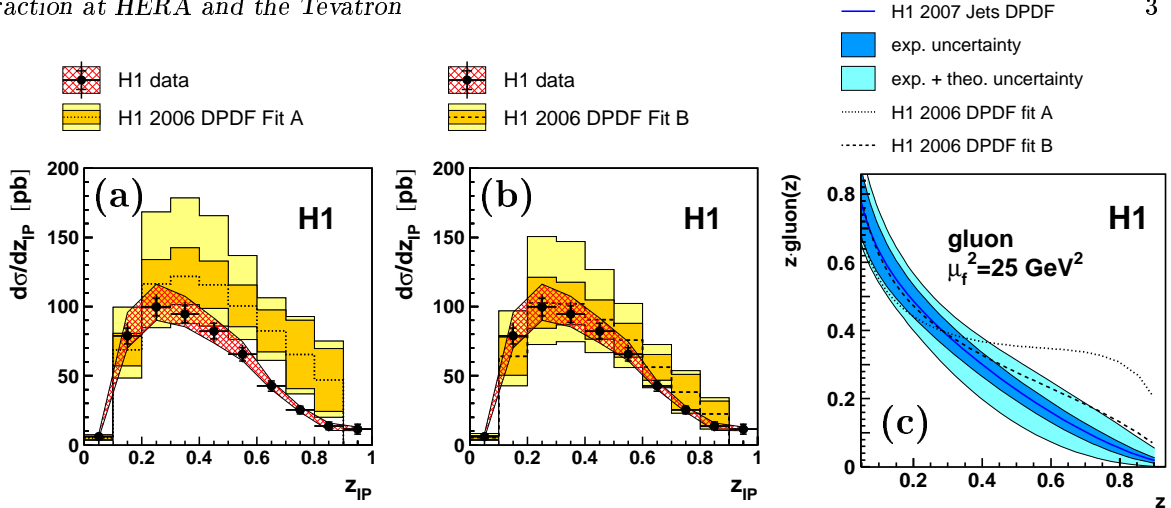 raction at HERA and the Tevatron 3
H1 data
H1 2006 DPDF Fit A
dσ/dz_IP [pb]
200
150
100
50
0
(a)
H1
0 0.2 0.4 0.6 0.8 1
z_IP
H1 data
H1 2006 DPDF Fit B
dσ/dz_IP [pb]
200
150
100
50
0
(b)
H1
0 0.2 0.4 0.6 0.8 1
z_IP
H1 2007 Jets DPDF
exp. uncertainty
exp. + theo. uncertainty
H1 2006 DPDF fit A
H1 2006 DPDF fit B
z·gluon(z)
0.8
0.6
0.4
0.2
0
H1
gluon
μ_f^2=25 GeV^2
(c)
0.2 0.4 0.6 0.8
z